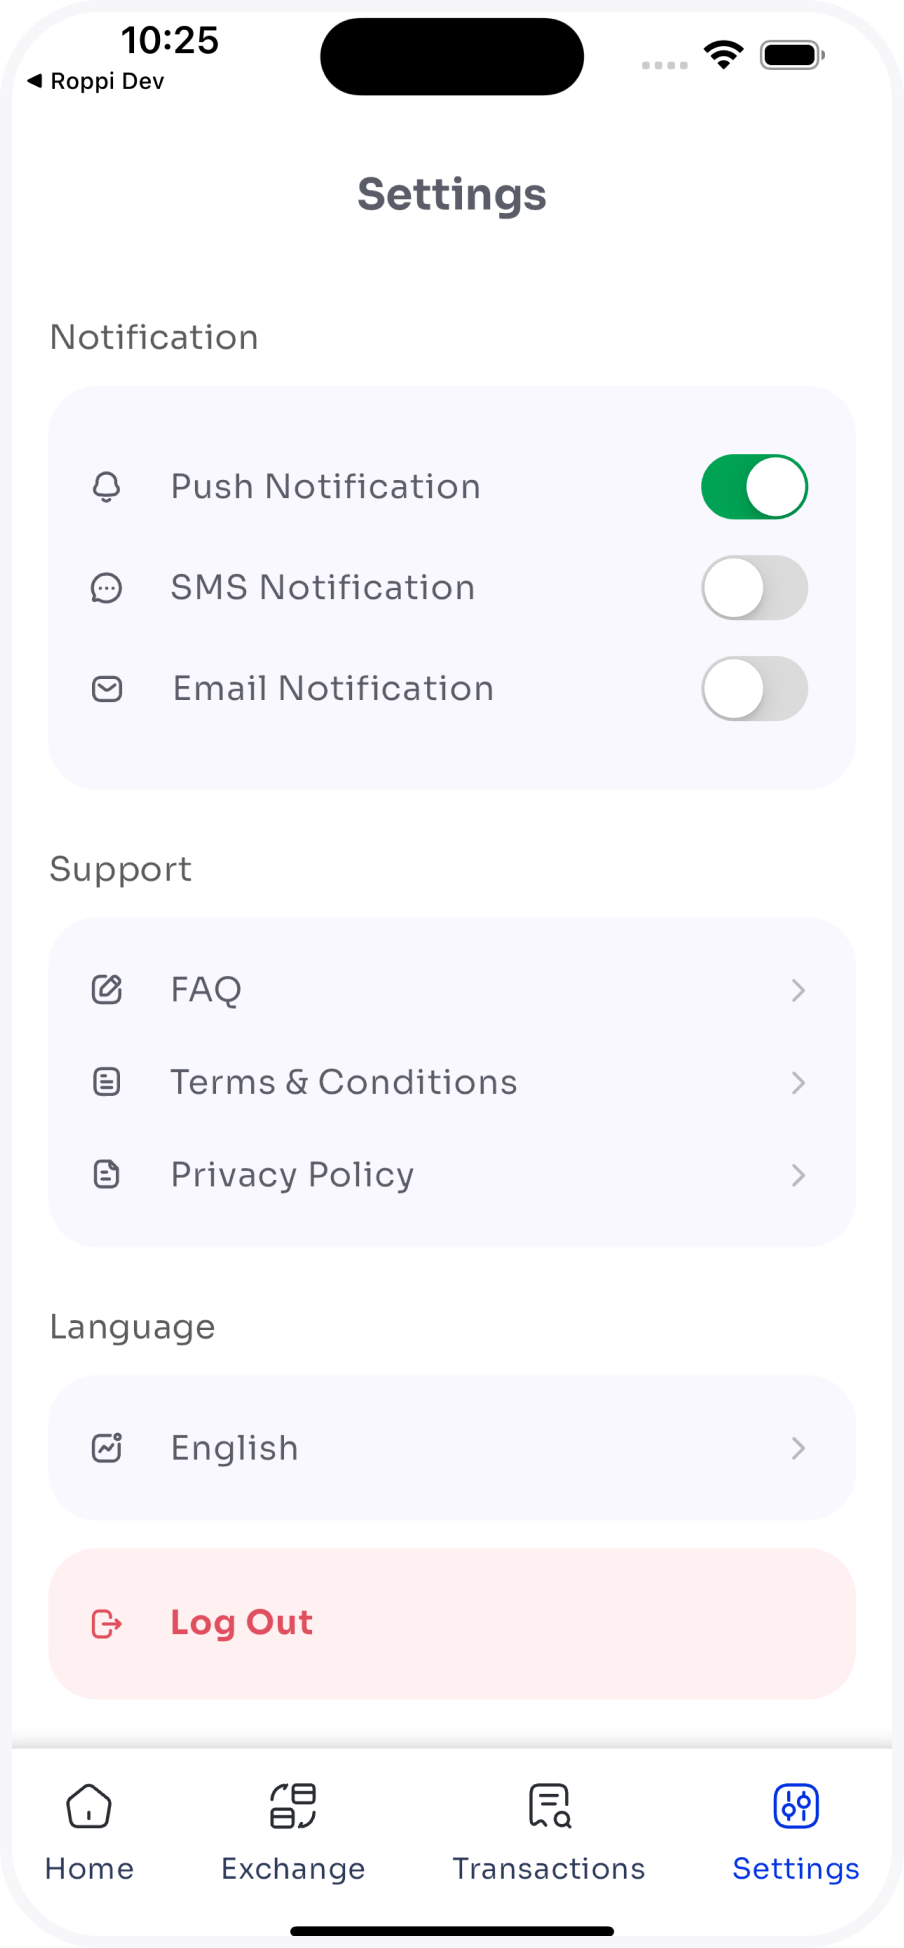 10:25
◀ Roppi Dev
Settings
Notification
Push Notification
SMS Notification
Email Notification
Support
FAQ
Terms & Conditions
Privacy Policy
Language
English
Log Out
Home Exchange Transactions Settings